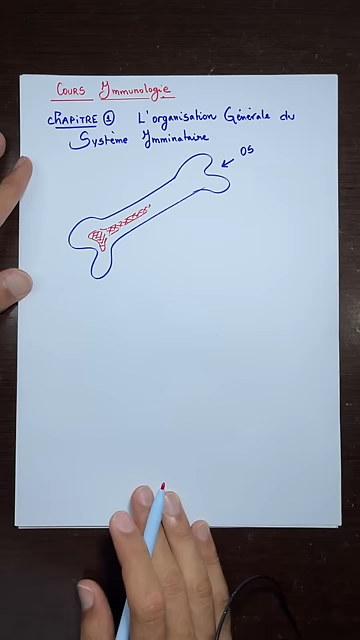 Cours Immunologie
CHAPITRE ① L'organisation Générale du
Système Imminataire
OS